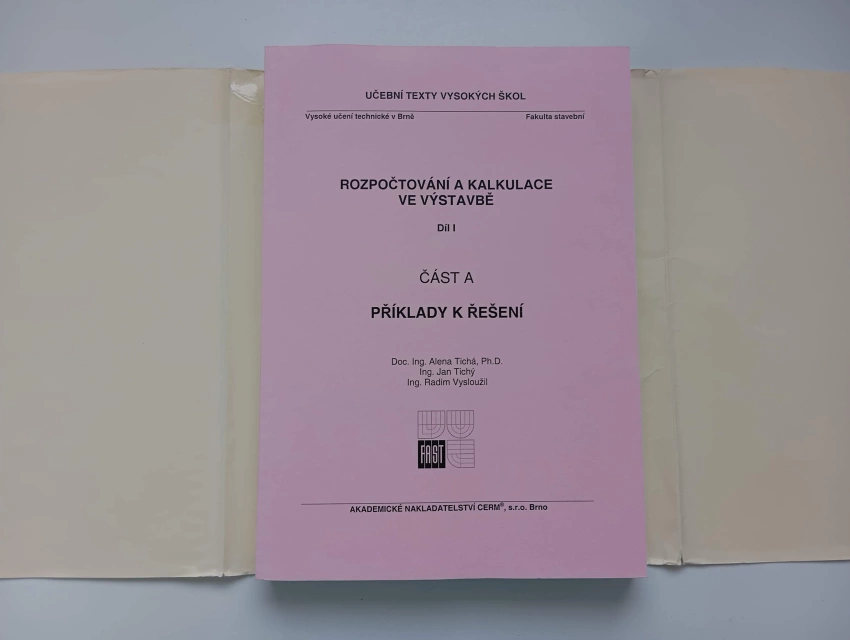 UČEBNÍ TEXTY VYSOKÝCH ŠKOL
Vysoké učení technické v Brně Fakulta stavební
ROZPOČTOVÁNÍ A KALKULACE
VE VÝSTAVBĚ
Díl I
ČÁST A
PŘÍKLADY K ŘEŠENÍ
Doc. Ing. Alena Tichá, Ph.D.
Ing. Jan Tichý
Ing. Radim Vysloužil
FAST
AKADEMICKÉ NAKLADATELSTVÍ CERM®, s.r.o. Brno